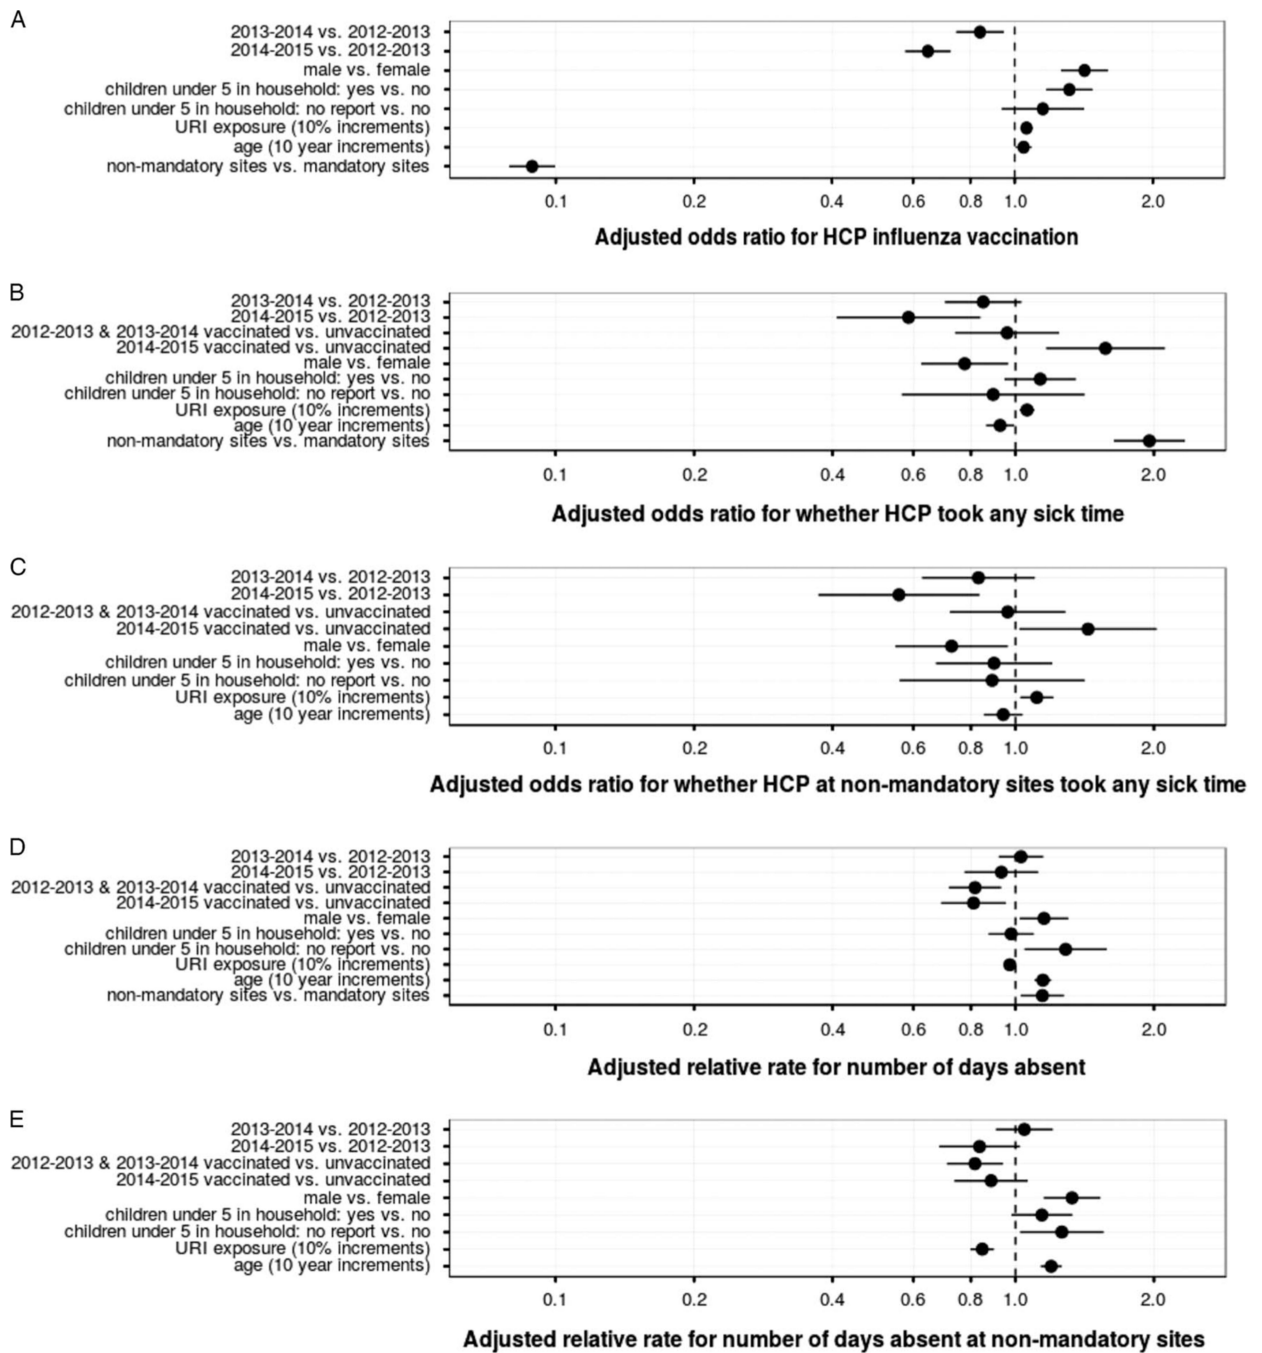 A
2013-2014 vs. 2012-2013
2014-2015 vs. 2012-2013
male vs. female
children under 5 in household: yes vs. no
children under 5 in household: no report vs. no
URI exposure (10% increments)
age (10 year increments)
non-mandatory sites vs. mandatory sites
0.1 0.2 0.4 0.6 0.8 1.0 2.0
Adjusted odds ratio for HCP influenza vaccination
B
2013-2014 vs. 2012-2013
2014-2015 vs. 2012-2013
2012-2013 & 2013-2014 vaccinated vs. unvaccinated
2014-2015 vaccinated vs. unvaccinated
male vs. female
children under 5 in household: yes vs. no
children under 5 in household: no report vs. no
URI exposure (10% increments)
age (10 year increments)
non-mandatory sites vs. mandatory sites
0.1 0.2 0.4 0.6 0.8 1.0 2.0
Adjusted odds ratio for whether HCP took any sick time
C
2013-2014 vs. 2012-2013
2014-2015 vs. 2012-2013
2012-2013 & 2013-2014 vaccinated vs. unvaccinated
2014-2015 vaccinated vs. unvaccinated
male vs. female
children under 5 in household: yes vs. no
children under 5 in household: no report vs. no
URI exposure (10% increments)
age (10 year increments)
0.1 0.2 0.4 0.6 0.8 1.0 2.0
Adjusted odds ratio for whether HCP at non-mandatory sites took any sick time
D
2013-2014 vs. 2012-2013
2014-2015 vs. 2012-2013
2012-2013 & 2013-2014 vaccinated vs. unvaccinated
2014-2015 vaccinated vs. unvaccinated
male vs. female
children under 5 in household: yes vs. no
children under 5 in household: no report vs. no
URI exposure (10% increments)
age (10 year increments)
non-mandatory sites vs. mandatory sites
0.1 0.2 0.4 0.6 0.8 1.0 2.0
Adjusted relative rate for number of days absent
E
2013-2014 vs. 2012-2013
2014-2015 vs. 2012-2013
2012-2013 & 2013-2014 vaccinated vs. unvaccinated
2014-2015 vaccinated vs. unvaccinated
male vs. female
children under 5 in household: yes vs. no
children under 5 in household: no report vs. no
URI exposure (10% increments)
age (10 year increments)
0.1 0.2 0.4 0.6 0.8 1.0 2.0
Adjusted relative rate for number of days absent at non-mandatory sites